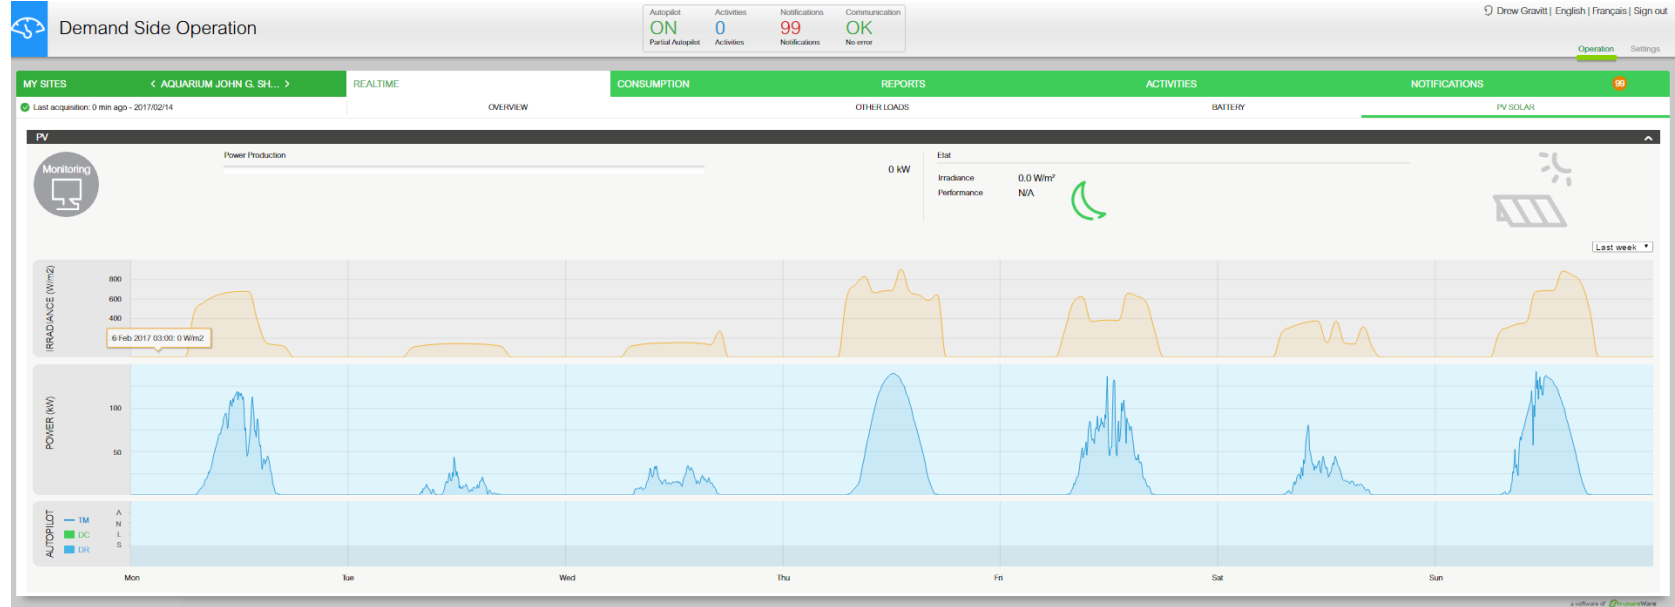 Demand Side Operation
Autopilot Activities Notifications Communication
ON 0 99 OK
Partial Autopilot Activities Notifications No error
Drew Gravitt | English | Français | Sign out
Operation Settings
MY SITES < AQUARIUM JOHN G. SH... > REALTIME CONSUMPTION REPORTS ACTIVITIES NOTIFICATIONS 99
Last acquisition: 0 min ago - 2017/02/14 OVERVIEW OTHER LOADS BATTERY PV SOLAR
PV
Monitoring
Power Production
0 kW
Etat
Irradiance 0.0 W/m²
Performance N/A
Last week
IRRADIANCE (W/m2)
800
600
400
6 Feb 2017 03:00: 0 W/m2
POWER (kW)
100
50
AUTOPILOT
TM
DC
DR
A
N
L
S
Mon Tue Wed Thu Fri Sat Sun
a software of StruxureWare